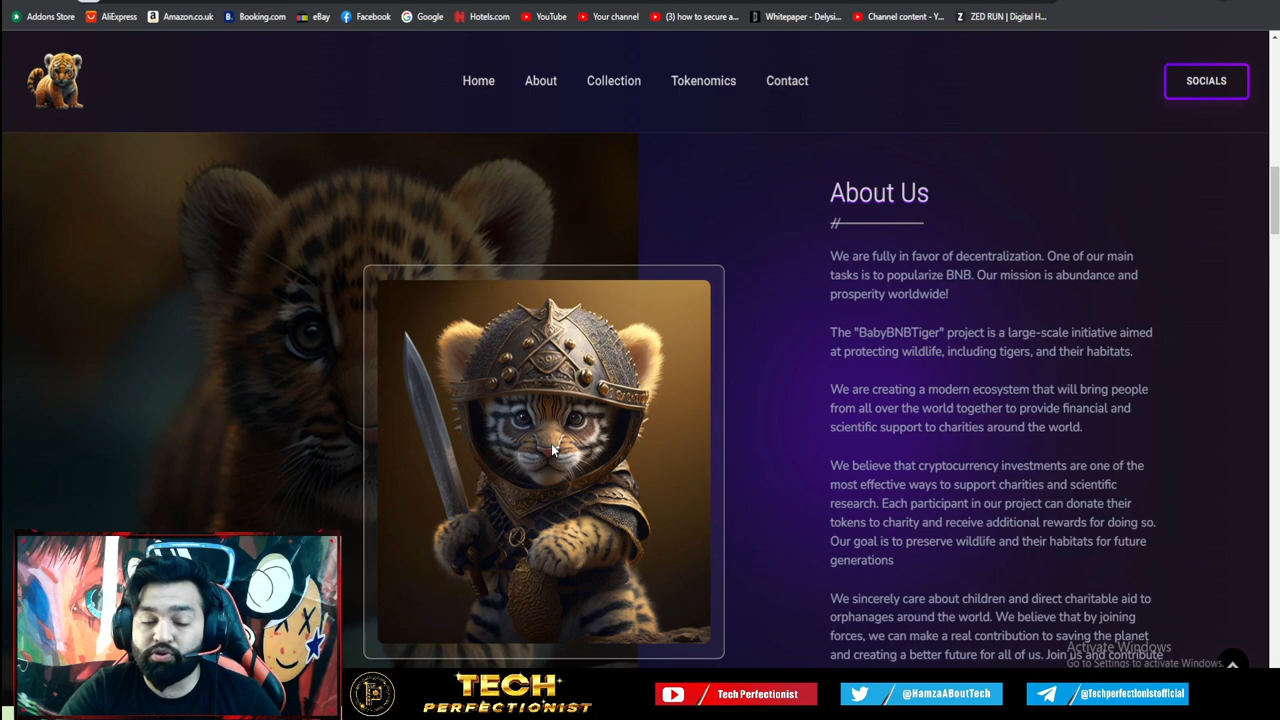 Addons Store AliExpress Amazon.co.uk Booking.com eBay Facebook Google Hotels.com YouTube Your channel (3) how to secure a... Whitepaper - Delysi... Channel content - Y... ZED RUN | Digital H...
Home About Collection Tokenomics Contact SOCIALS
About Us
We are fully in favor of decentralization. One of our main
tasks is to popularize BNB. Our mission is abundance and
prosperity worldwide!
The "BabyBNBTiger" project is a large-scale initiative aimed
at protecting wildlife, including tigers, and their habitats.
We are creating a modern ecosystem that will bring people
from all over the world together to provide financial and
scientific support to charities around the world.
We believe that cryptocurrency investments are one of the
most effective ways to support charities and scientific
research. Each participant in our project can donate their
tokens to charity and receive additional rewards for doing so.
Our goal is to preserve wildlife and their habitats for future
generations
We sincerely care about children and direct charitable aid to
orphanages around the world. We believe that by joining
forces, we can make a real contribution to saving the planet
and creating a better future for all of us. Join us and contribute
Activate Windows
Go to Settings to activate Windows.
TECH
PERFECTIONIST
Tech Perfectionist
@HamzaABoutTech
@Techperfectionistofficial